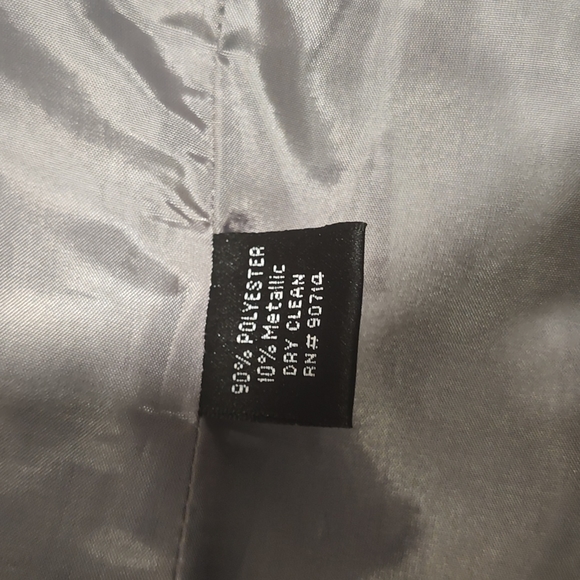 90% POLYESTER
10% Metallic
DRY CLEAN
RN# 90714